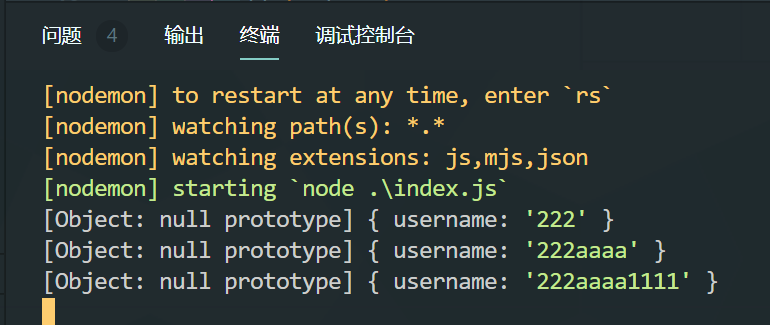 问题 4 输出 终端 调试控制台
[nodemon] to restart at any time, enter `rs`
[nodemon] watching path(s): *.*
[nodemon] watching extensions: js,mjs,json
[nodemon] starting `node .\index.js`
[Object: null prototype] { username: '222' }
[Object: null prototype] { username: '222aaaa' }
[Object: null prototype] { username: '222aaaa1111' }